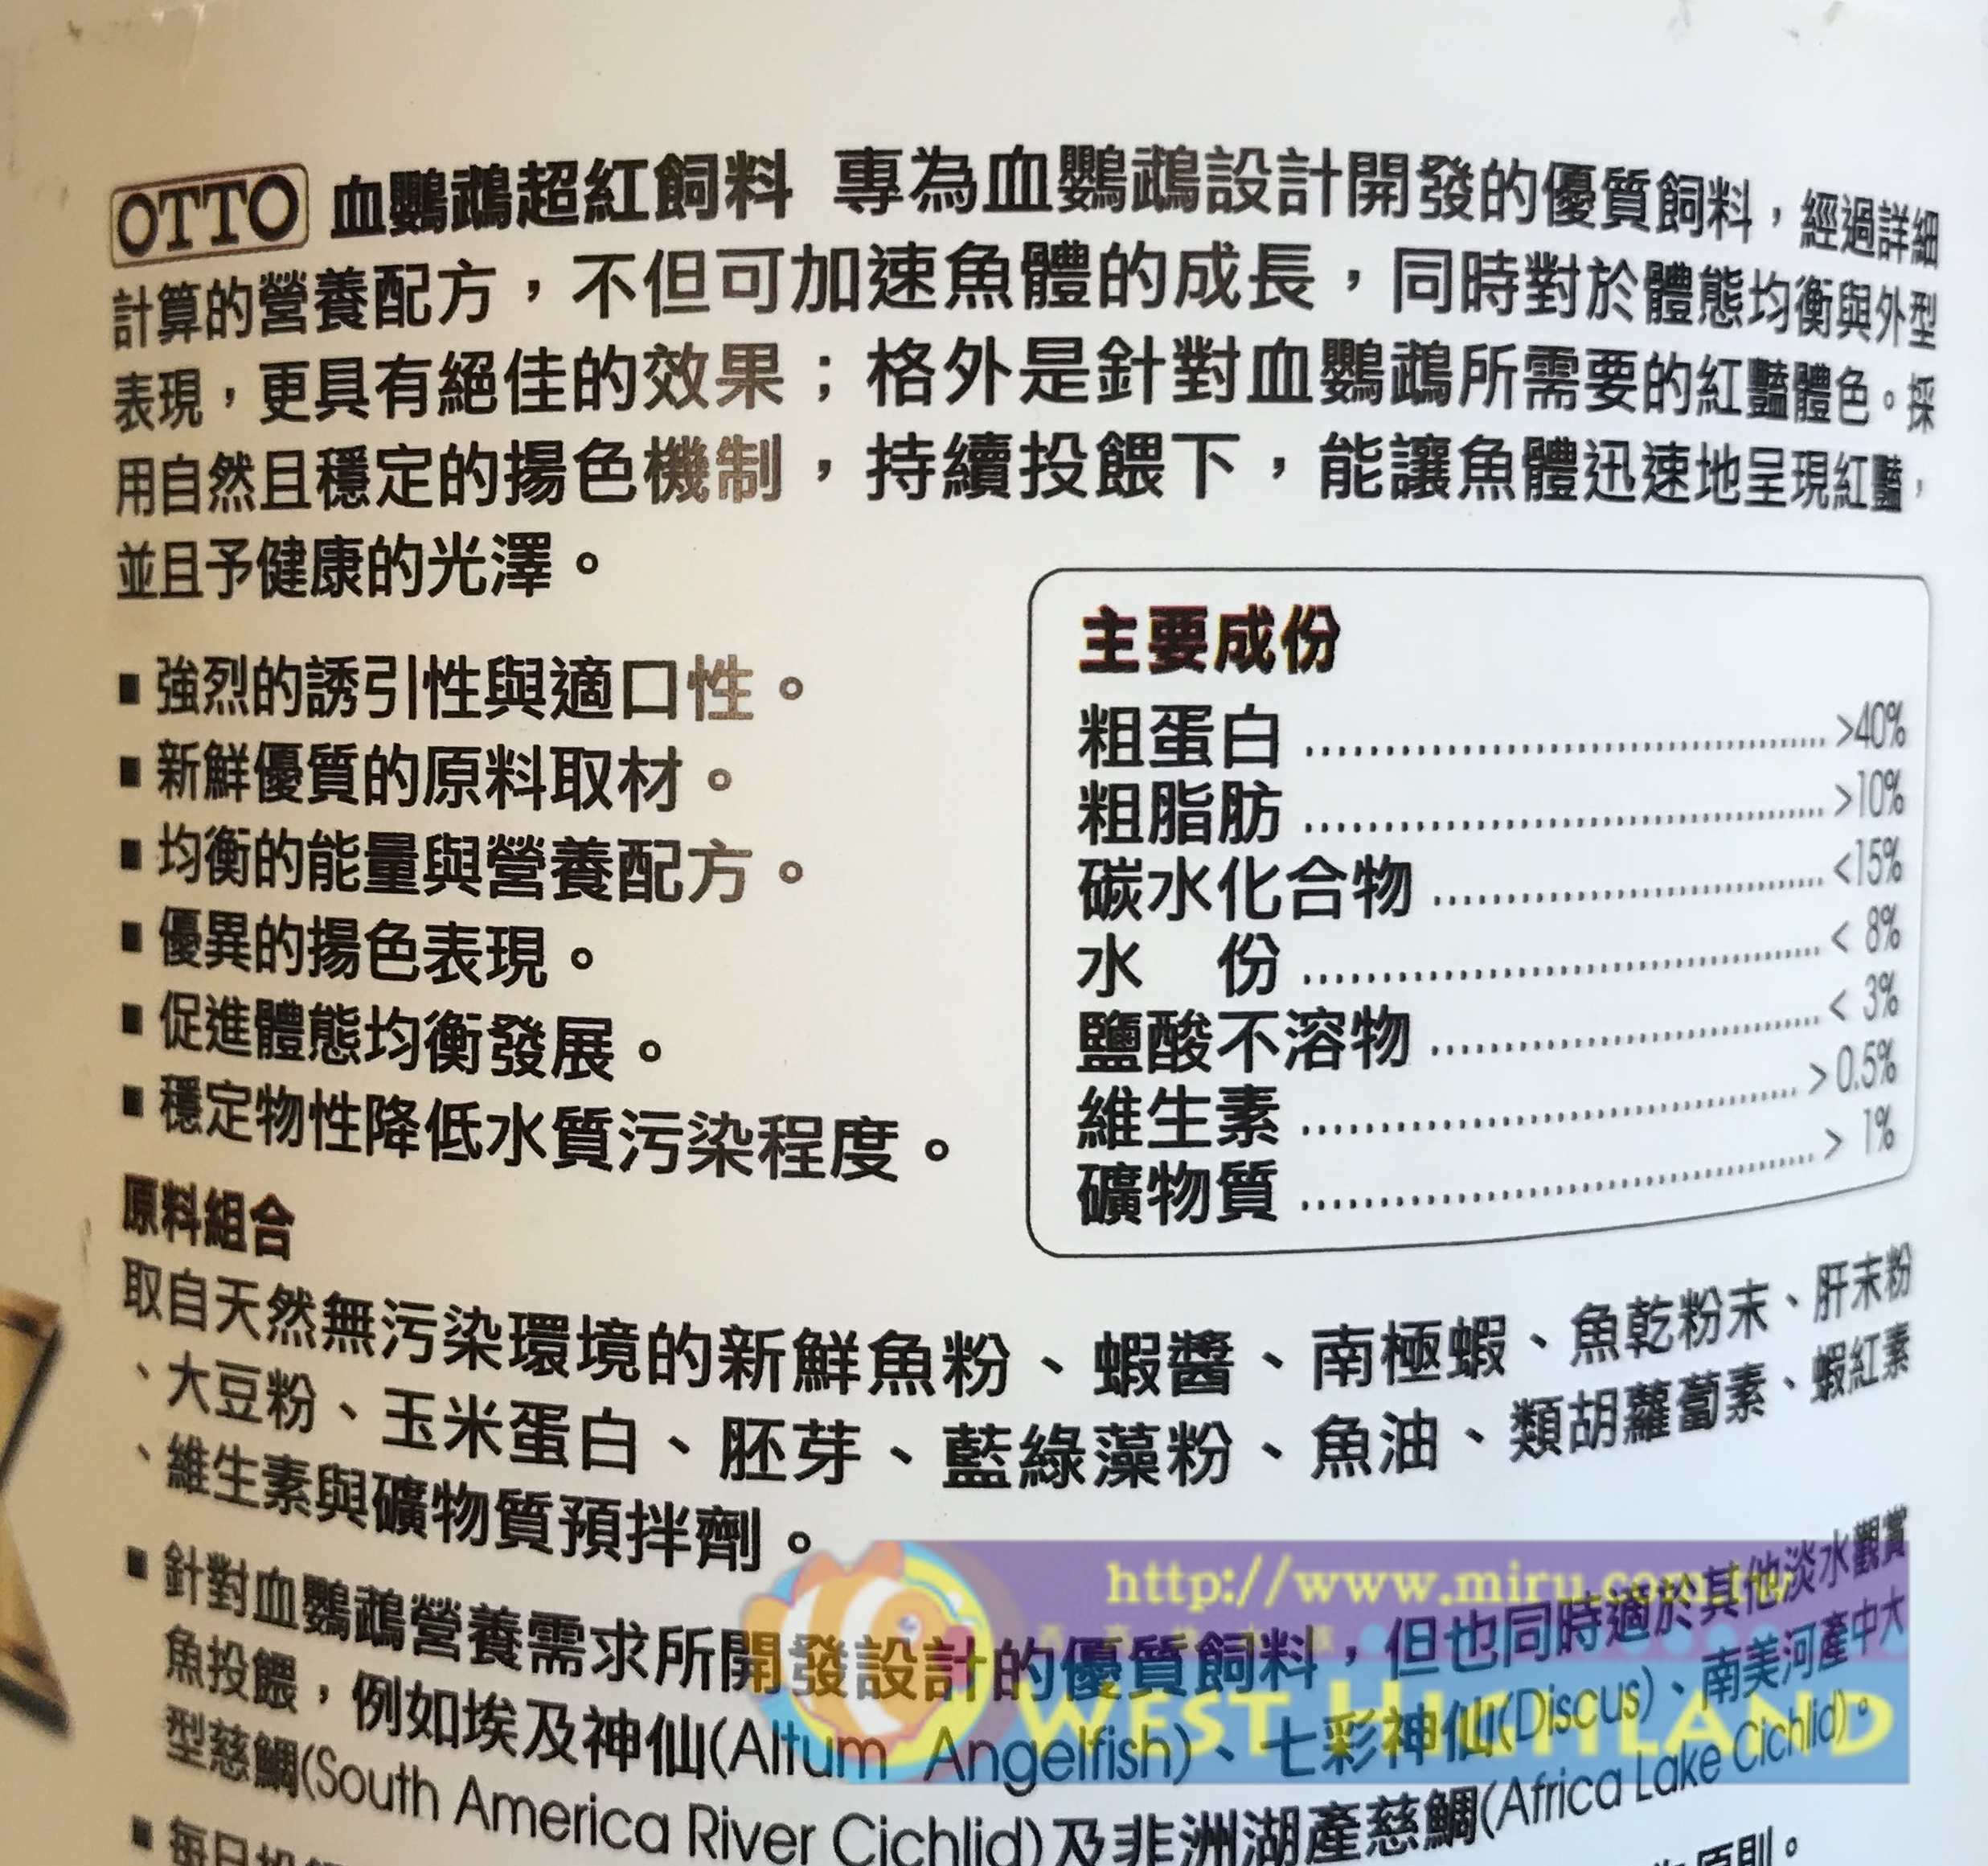 OTTO 血鸚鵡超紅飼料 專為血鸚鵡設計開發的優質飼料，經過詳細
計算的營養配方，不但可加速魚體的成長，同時對於體態均衡與外型
表現，更具有絕佳的效果；格外是針對血鸚鵡所需要的紅豔體色。採
用自然且穩定的揚色機制，持續投餵下，能讓魚體迅速地呈現紅豔，
並且予健康的光澤。
■ 強烈的誘引性與適口性。
■ 新鮮優質的原料取材。
■ 均衡的能量與營養配方。
■ 優異的揚色表現。
■ 促進體態均衡發展。
■ 穩定物性降低水質污染程度。
主要成份
粗蛋白 >40%
粗脂肪 >10%
碳水化合物 <15%
水 份 < 8%
鹽酸不溶物 < 3%
維生素 > 0.5%
礦物質 > 1%
原料組合
取自天然無污染環境的新鮮魚粉、蝦醬、南極蝦、魚乾粉末、肝末粉
、大豆粉、玉米蛋白、胚芽、藍綠藻粉、魚油、類胡蘿蔔素、蝦紅素
、維生素與礦物質預拌劑。
■ 針對血鸚鵡營養需求所開發設計的優質飼料，但也同時適於其他淡水觀賞
魚投餵，例如埃及神仙(Altum Angelfish)、七彩神仙(Discus)、南美河產中大
型慈鯛(South America River Cichlid)及非洲湖產慈鯛(Africa Lake Cichlid)。
■ 每日投
原則。
http://www.miru.com.tw
WEST HIGHLAND